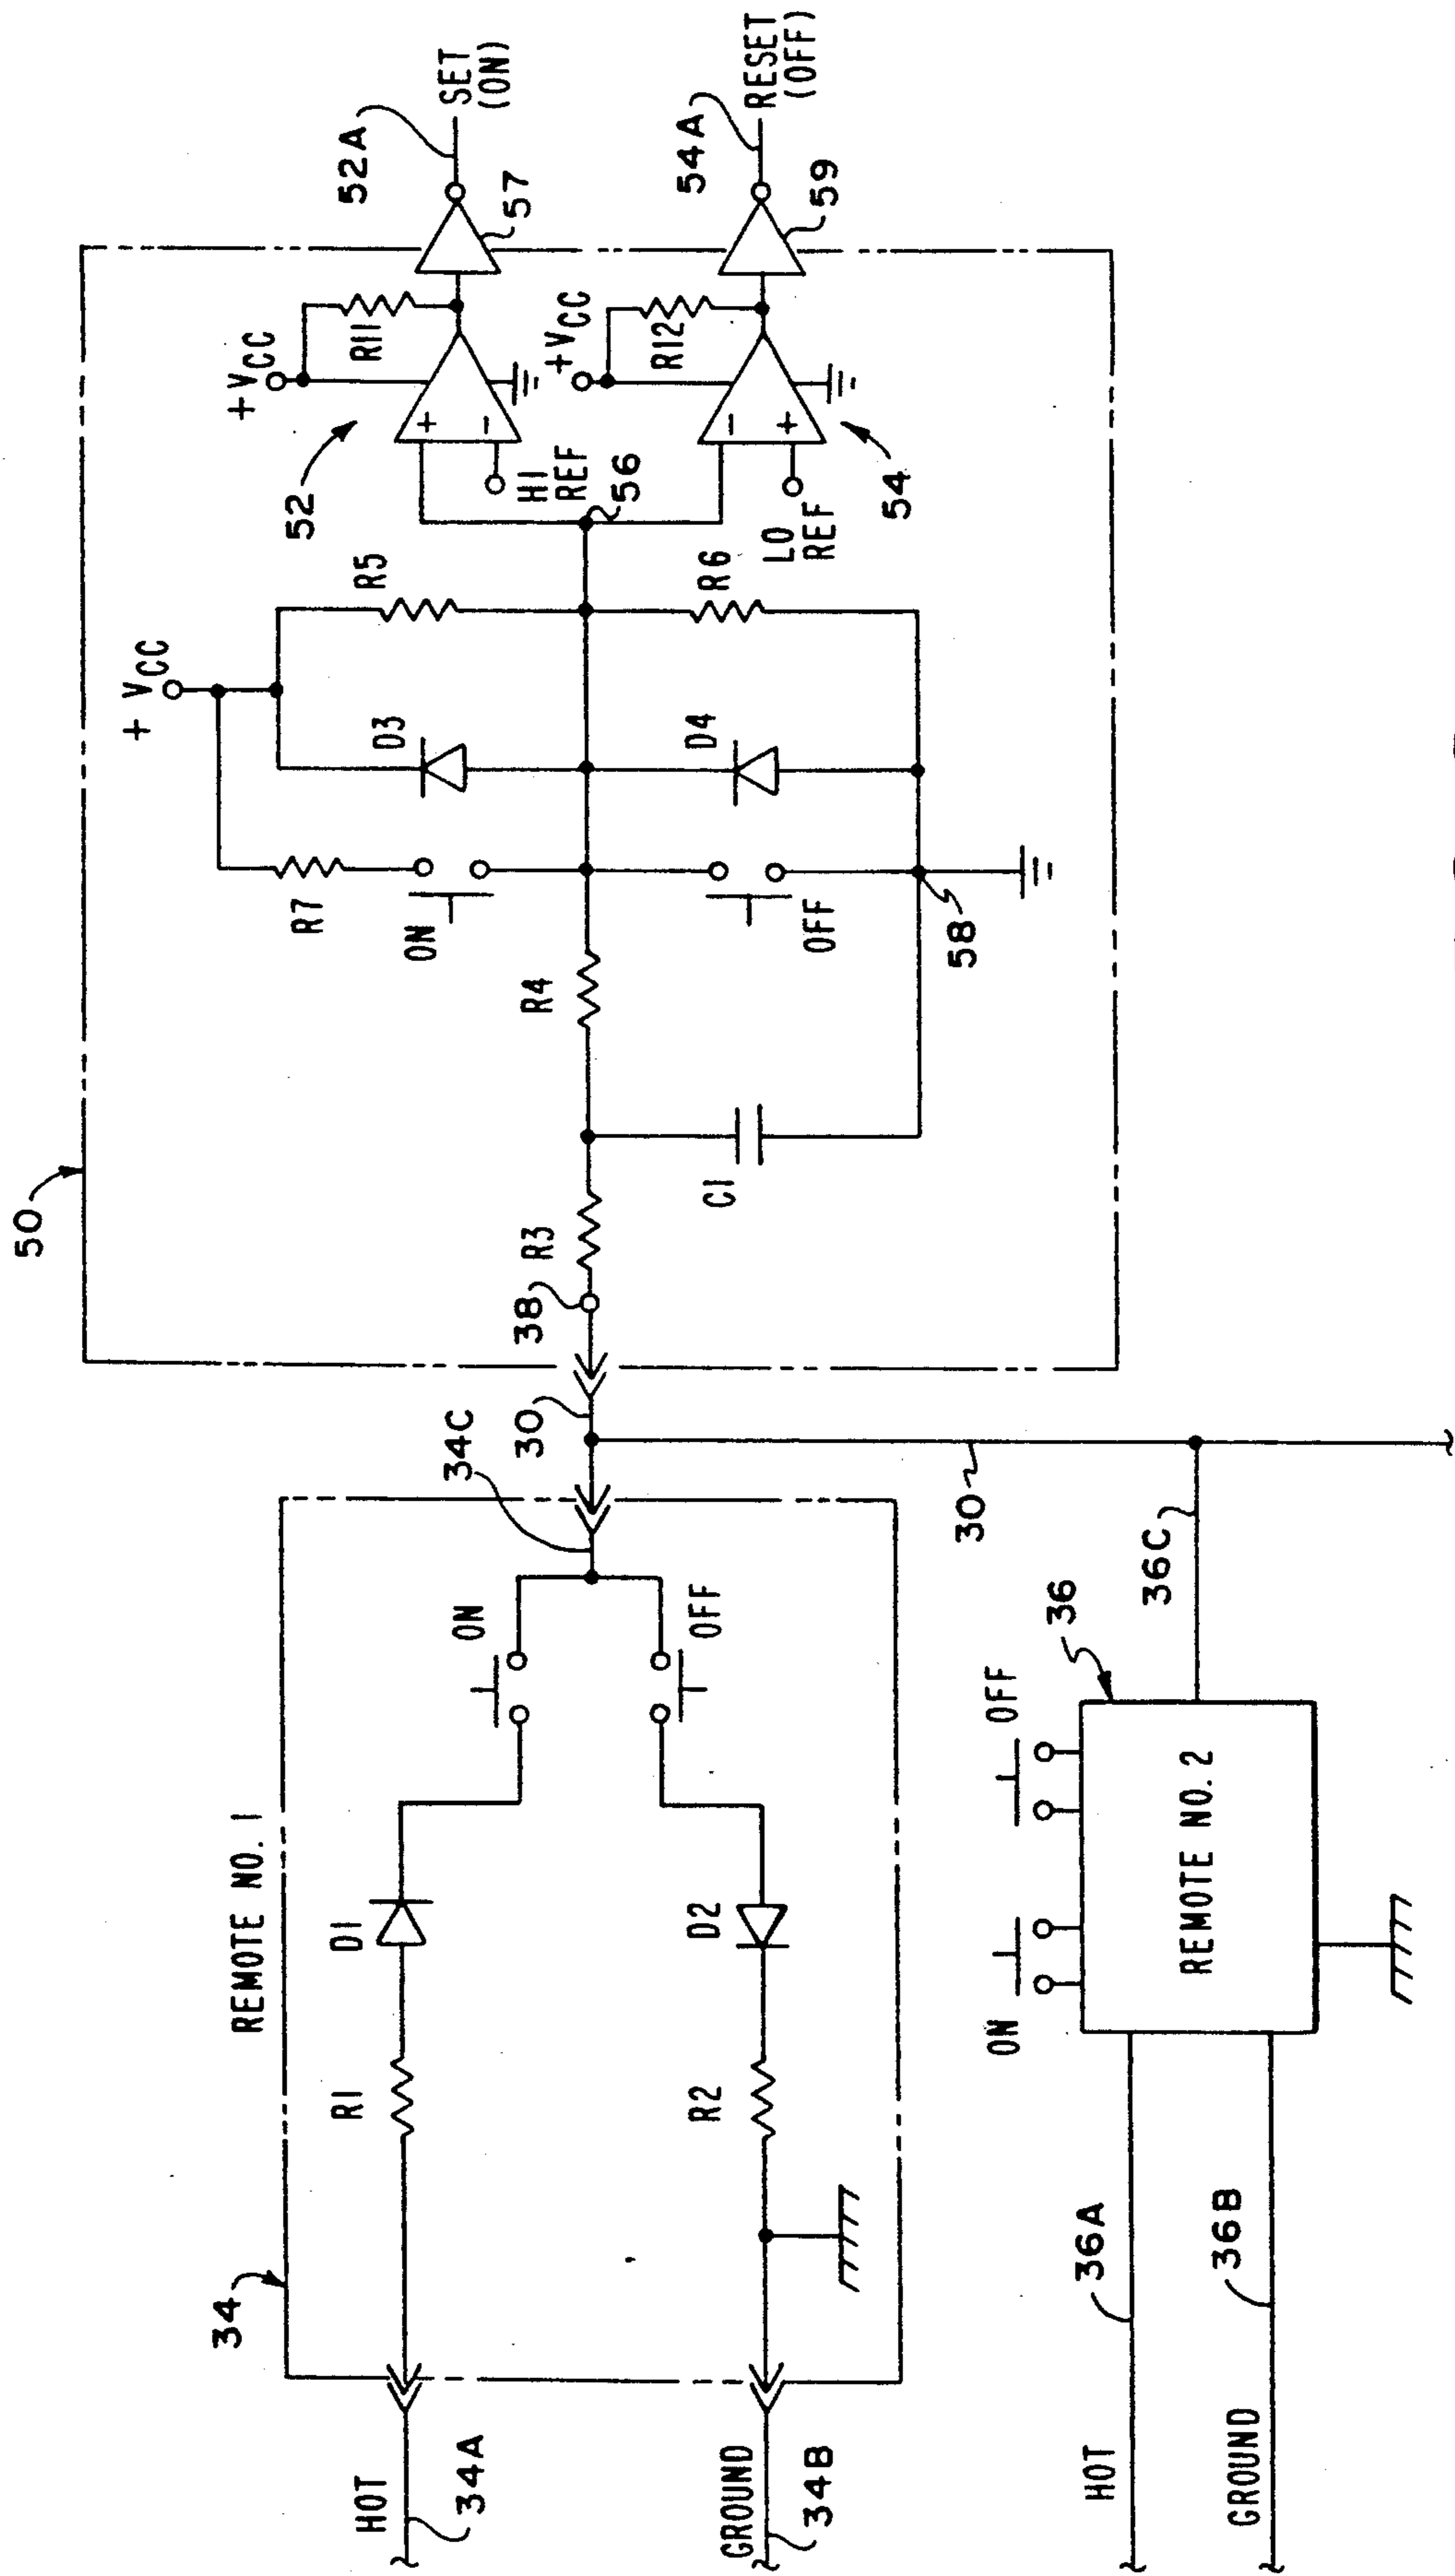 50
+ VCC
+ VCC
52
R11
52A
SET
(ON)
57
R7
ON
D3
R5
HI
REF
56
+ VCC
R12
54A
RESET
(OFF)
59
38
R3
R4
C1
OFF
D4
R6
LO
REF
54
58
34
REMOTE NO. 1
HOT
34A
R1
D1
ON
34C
30
GROUND
34B
R2
D2
OFF
30
HOT
36A
ON
OFF
36
36C
REMOTE NO. 2
GROUND
36B